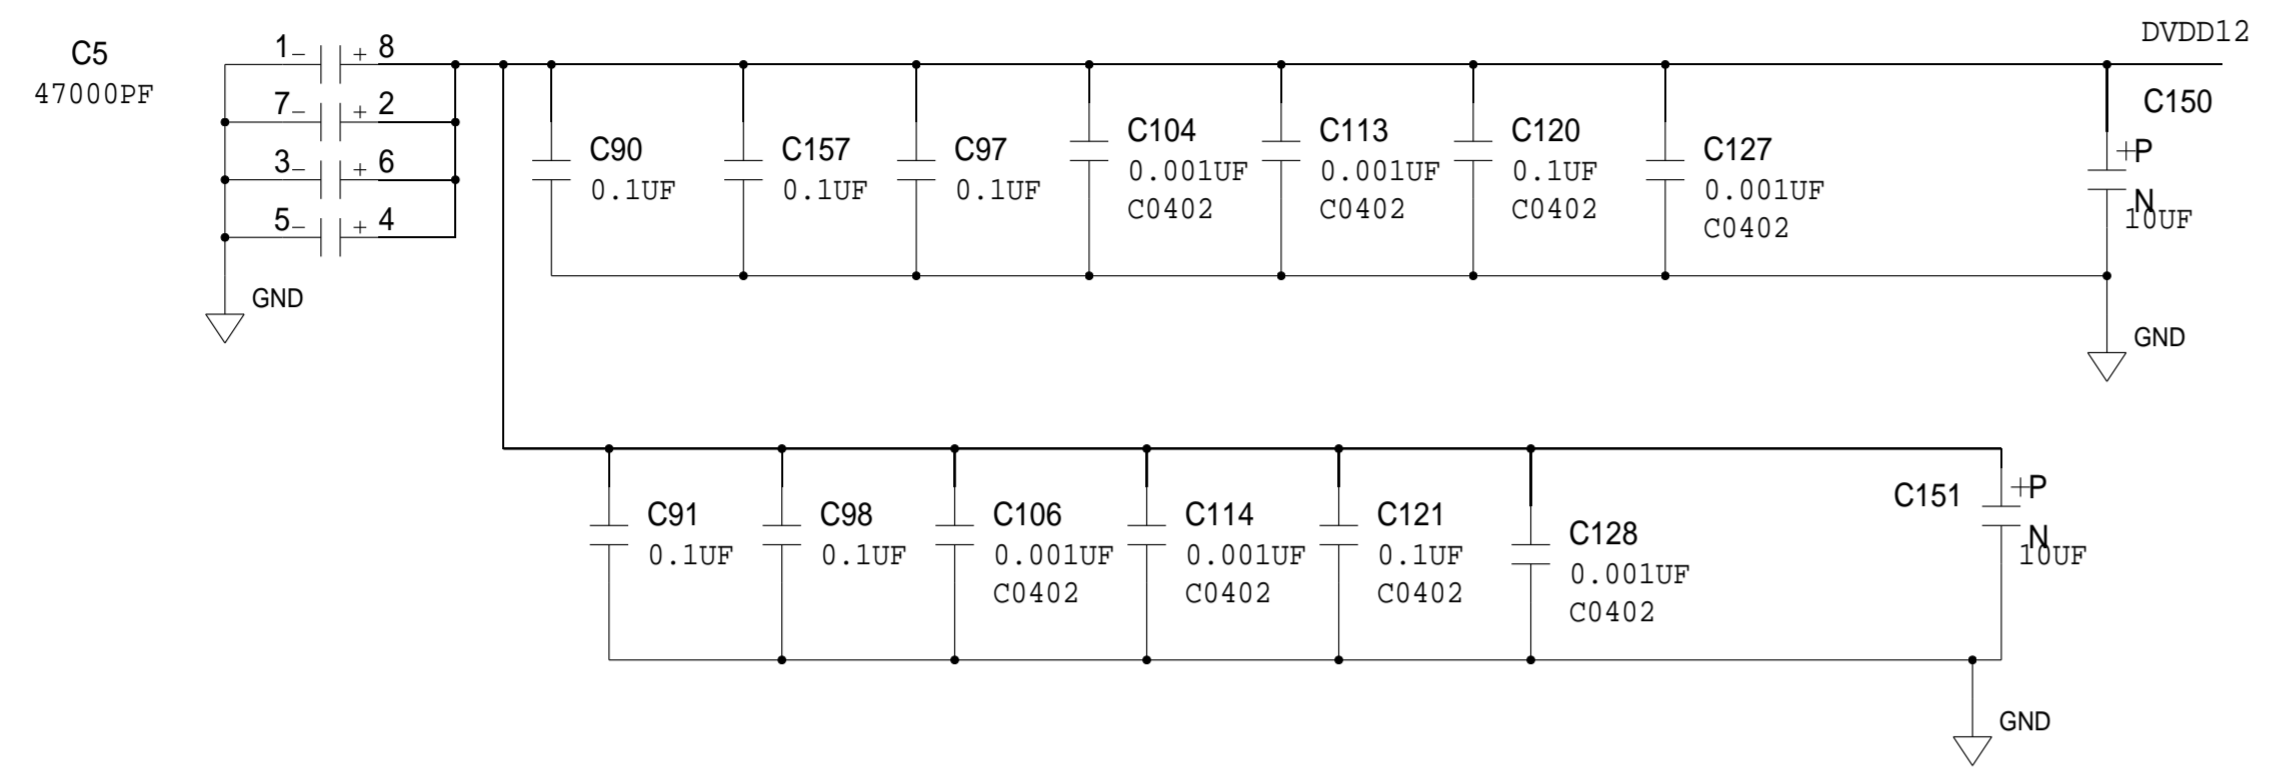 DVDD12
C5
47000PF
1 - + 8
7 - + 2
3 - + 6
5 - + 4
GND
C90
0.1UF
C157
0.1UF
C97
0.1UF
C104
0.001UF
C0402
C113
0.001UF
C0402
C120
0.1UF
C0402
C127
0.001UF
C0402
C150
+P
N
10UF
GND
C91
0.1UF
C98
0.1UF
C106
0.001UF
C0402
C114
0.001UF
C0402
C121
0.1UF
C0402
C128
0.001UF
C0402
C151
+P
N
10UF
GND